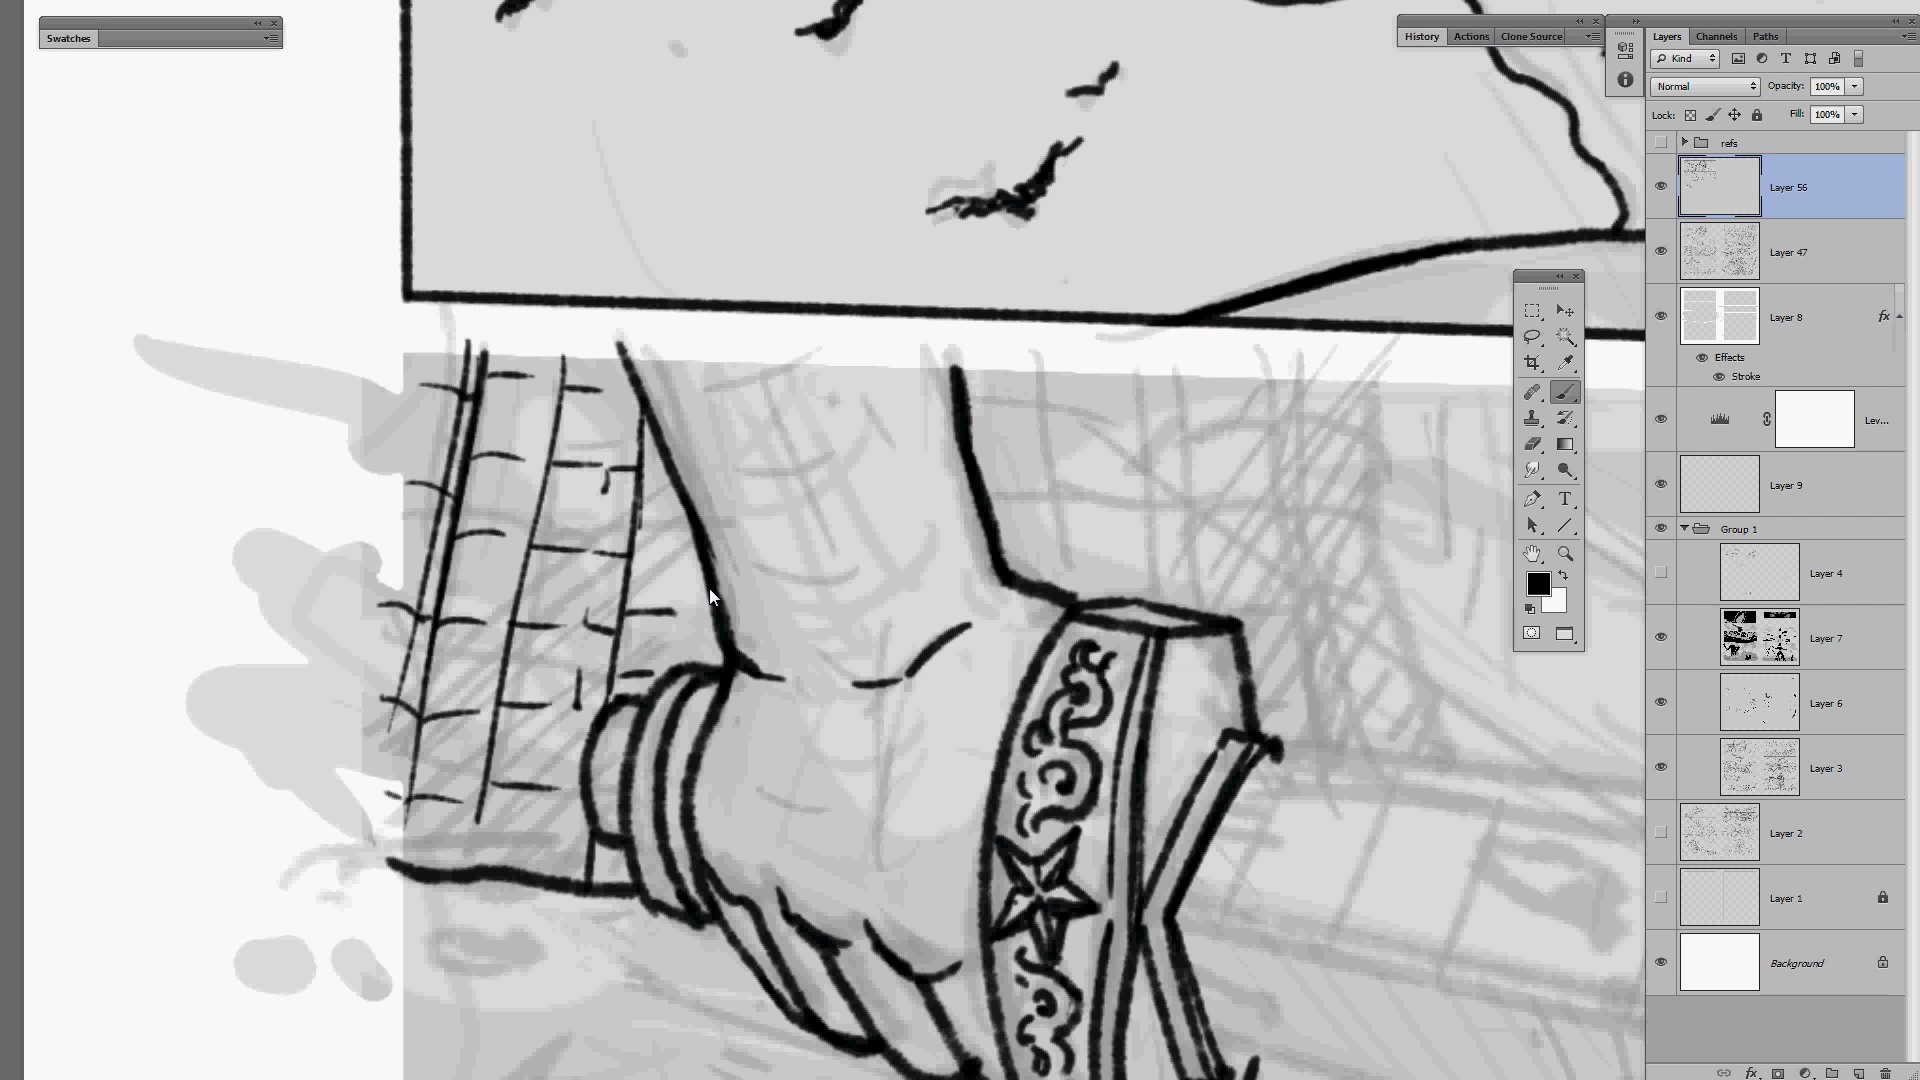 Swatches
History Actions Clone Source
Layers Channels Paths
Kind
Normal Opacity: 100%
Lock: Fill: 100%
refs
Layer 56
Layer 47
Layer 8 fx
Effects
Stroke
Lev...
Layer 9
Group 1
Layer 4
Layer 7
Layer 6
Layer 3
Layer 2
Layer 1
Background
fx